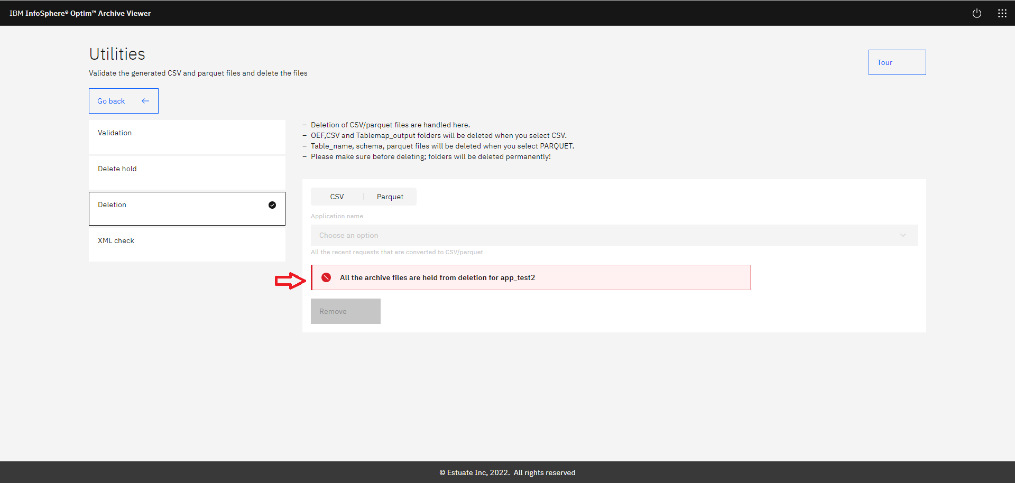 IBM InfoSphere® Optim™ Archive Viewer
Utilities
Validate the generated CSV and parquet files and delete the files
Tour
Go back
Validation
Delete hold
Deletion
XML check
– Deletion of CSV/parquet files are handled here.
– OEF,CSV and Tablemap_output folders will be deleted when you select CSV.
– Table_name, schema, parquet files will be deleted when you select PARQUET.
– Please make sure before deleting; folders will be deleted permanently!
CSV Parquet
Application name
Choose an option
All the recent requests that are converted to CSV/parquet
All the archive files are held from deletion for app_test2
Remove
© Estuate Inc, 2022. All rights reserved